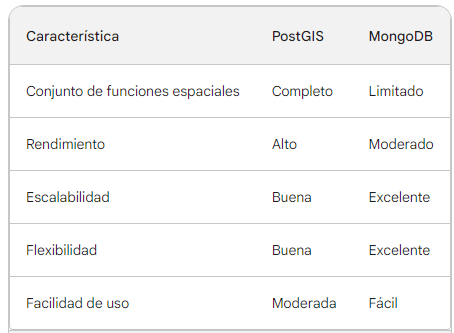 Característica PostGIS MongoDB
Conjunto de funciones espaciales Completo Limitado
Rendimiento Alto Moderado
Escalabilidad Buena Excelente
Flexibilidad Buena Excelente
Facilidad de uso Moderada Fácil